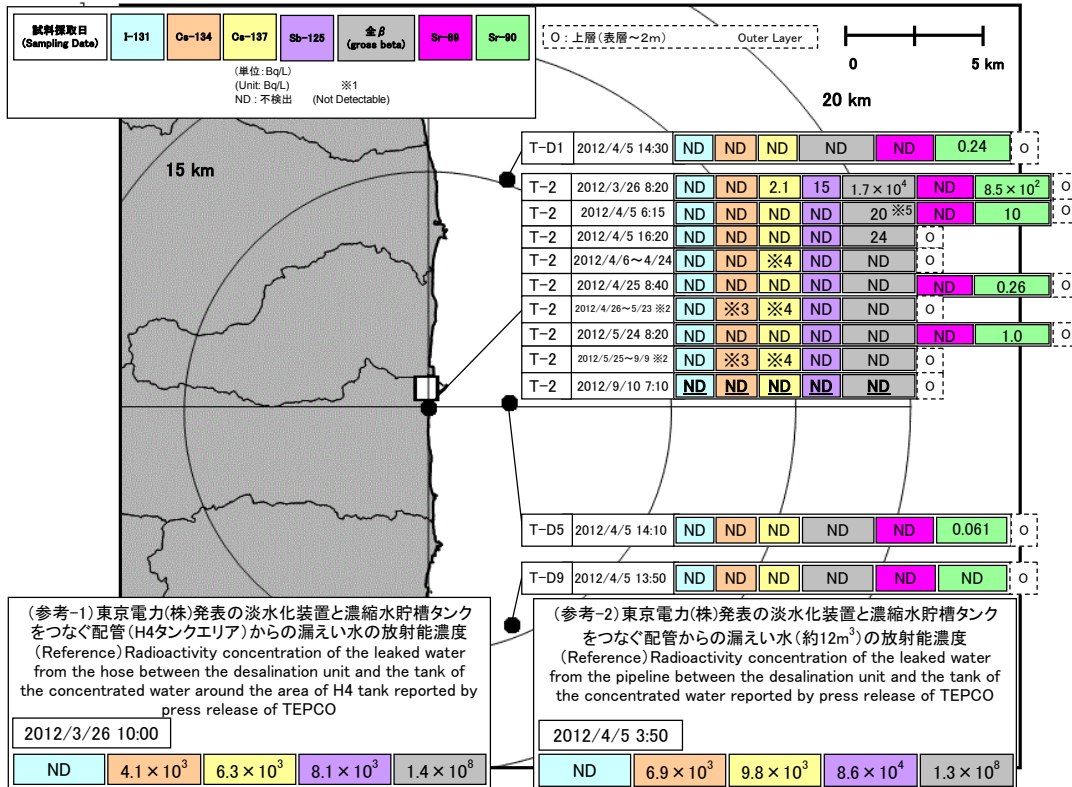 試料採取日 (Sampling Date) I-131 Cs-134 Cs-137 Sb-125 全β (gross beta) Sr-89 Sr-90
(単位:Bq/L)
(Unit: Bq/L) ※1
ND : 不検出 (Not Detectable)
O : 上層(表層~2m) Outer Layer
0 5 km
20 km
15 km
T-D1 2012/4/5 14:30 ND ND ND ND ND 0.24 O
T-2 2012/3/26 8:20 ND ND 2.1 15 1.7 × 10⁴ ND 8.5 × 10² O
T-2 2012/4/5 6:15 ND ND ND ND 20 ※5 ND 10 O
T-2 2012/4/5 16:20 ND ND ND ND 24 O
T-2 2012/4/6~4/24 ND ND ※4 ND ND O
T-2 2012/4/25 8:40 ND ND ND ND ND ND 0.26 O
T-2 2012/4/26~5/23 ※2 ND ※3 ※4 ND ND O
T-2 2012/5/24 8:20 ND ND ND ND ND ND 1.0 O
T-2 2012/5/25~9/9 ※2 ND ※3 ※4 ND ND O
T-2 2012/9/10 7:10 ND ND ND ND ND O
T-D5 2012/4/5 14:10 ND ND ND ND ND 0.061 O
T-D9 2012/4/5 13:50 ND ND ND ND ND ND O
(参考-1)東京電力(株)発表の淡水化装置と濃縮水貯槽タンク
をつなぐ配管(H4タンクエリア)からの漏えい水の放射能濃度
(Reference) Radioactivity concentration of the leaked water
from the hose between the desalination unit and the tank of
the concentrated water around the area of H4 tank reported by
press release of TEPCO
2012/3/26 10:00
ND 4.1 × 10³ 6.3 × 10³ 8.1 × 10³ 1.4 × 10⁸
(参考-2)東京電力(株)発表の淡水化装置と濃縮水貯槽タンク
をつなぐ配管からの漏えい水(約12m³)の放射能濃度
(Reference) Radioactivity concentration of the leaked water
from the pipeline between the desalination unit and the tank of
the concentrated water reported by press release of TEPCO
2012/4/5 3:50
ND 6.9 × 10³ 9.8 × 10³ 8.6 × 10⁴ 1.3 × 10⁸